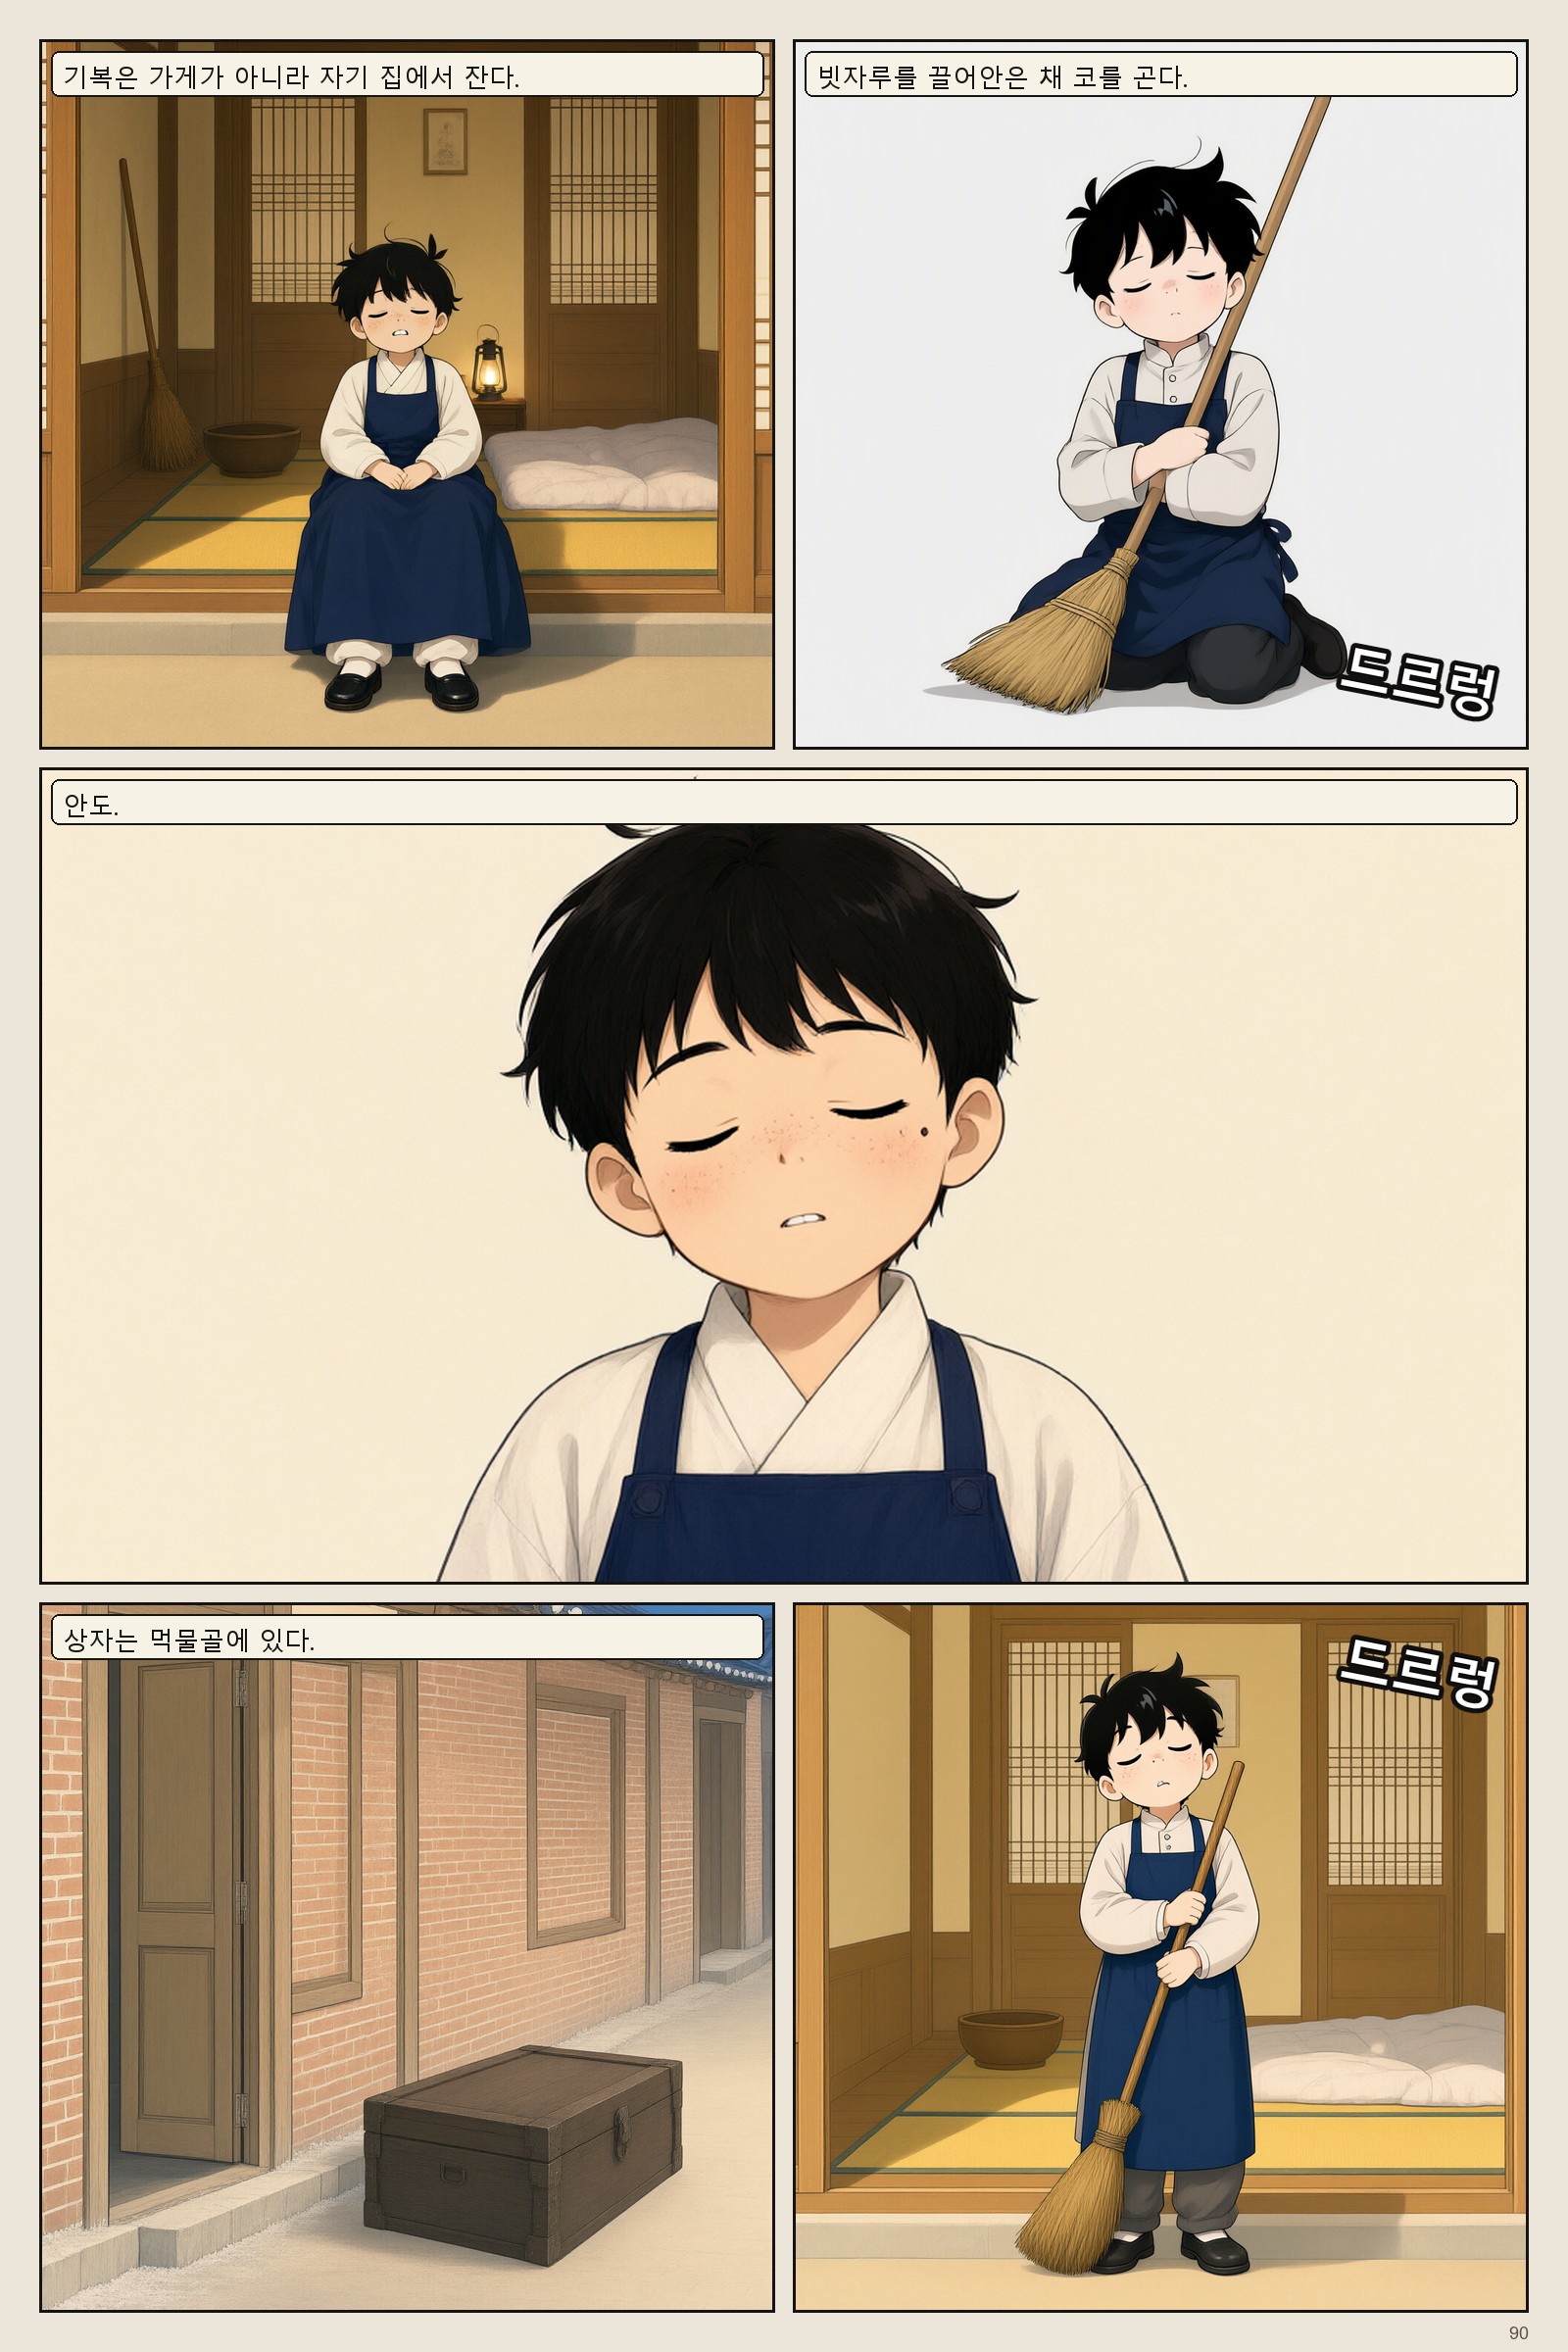 기복은 가게가 아니라 자기 집에서 잔다.
빗자루를 끌어안은 채 코를 곤다.
드르렁
안도.
상자는 먹물골에 있다.
드르렁
90